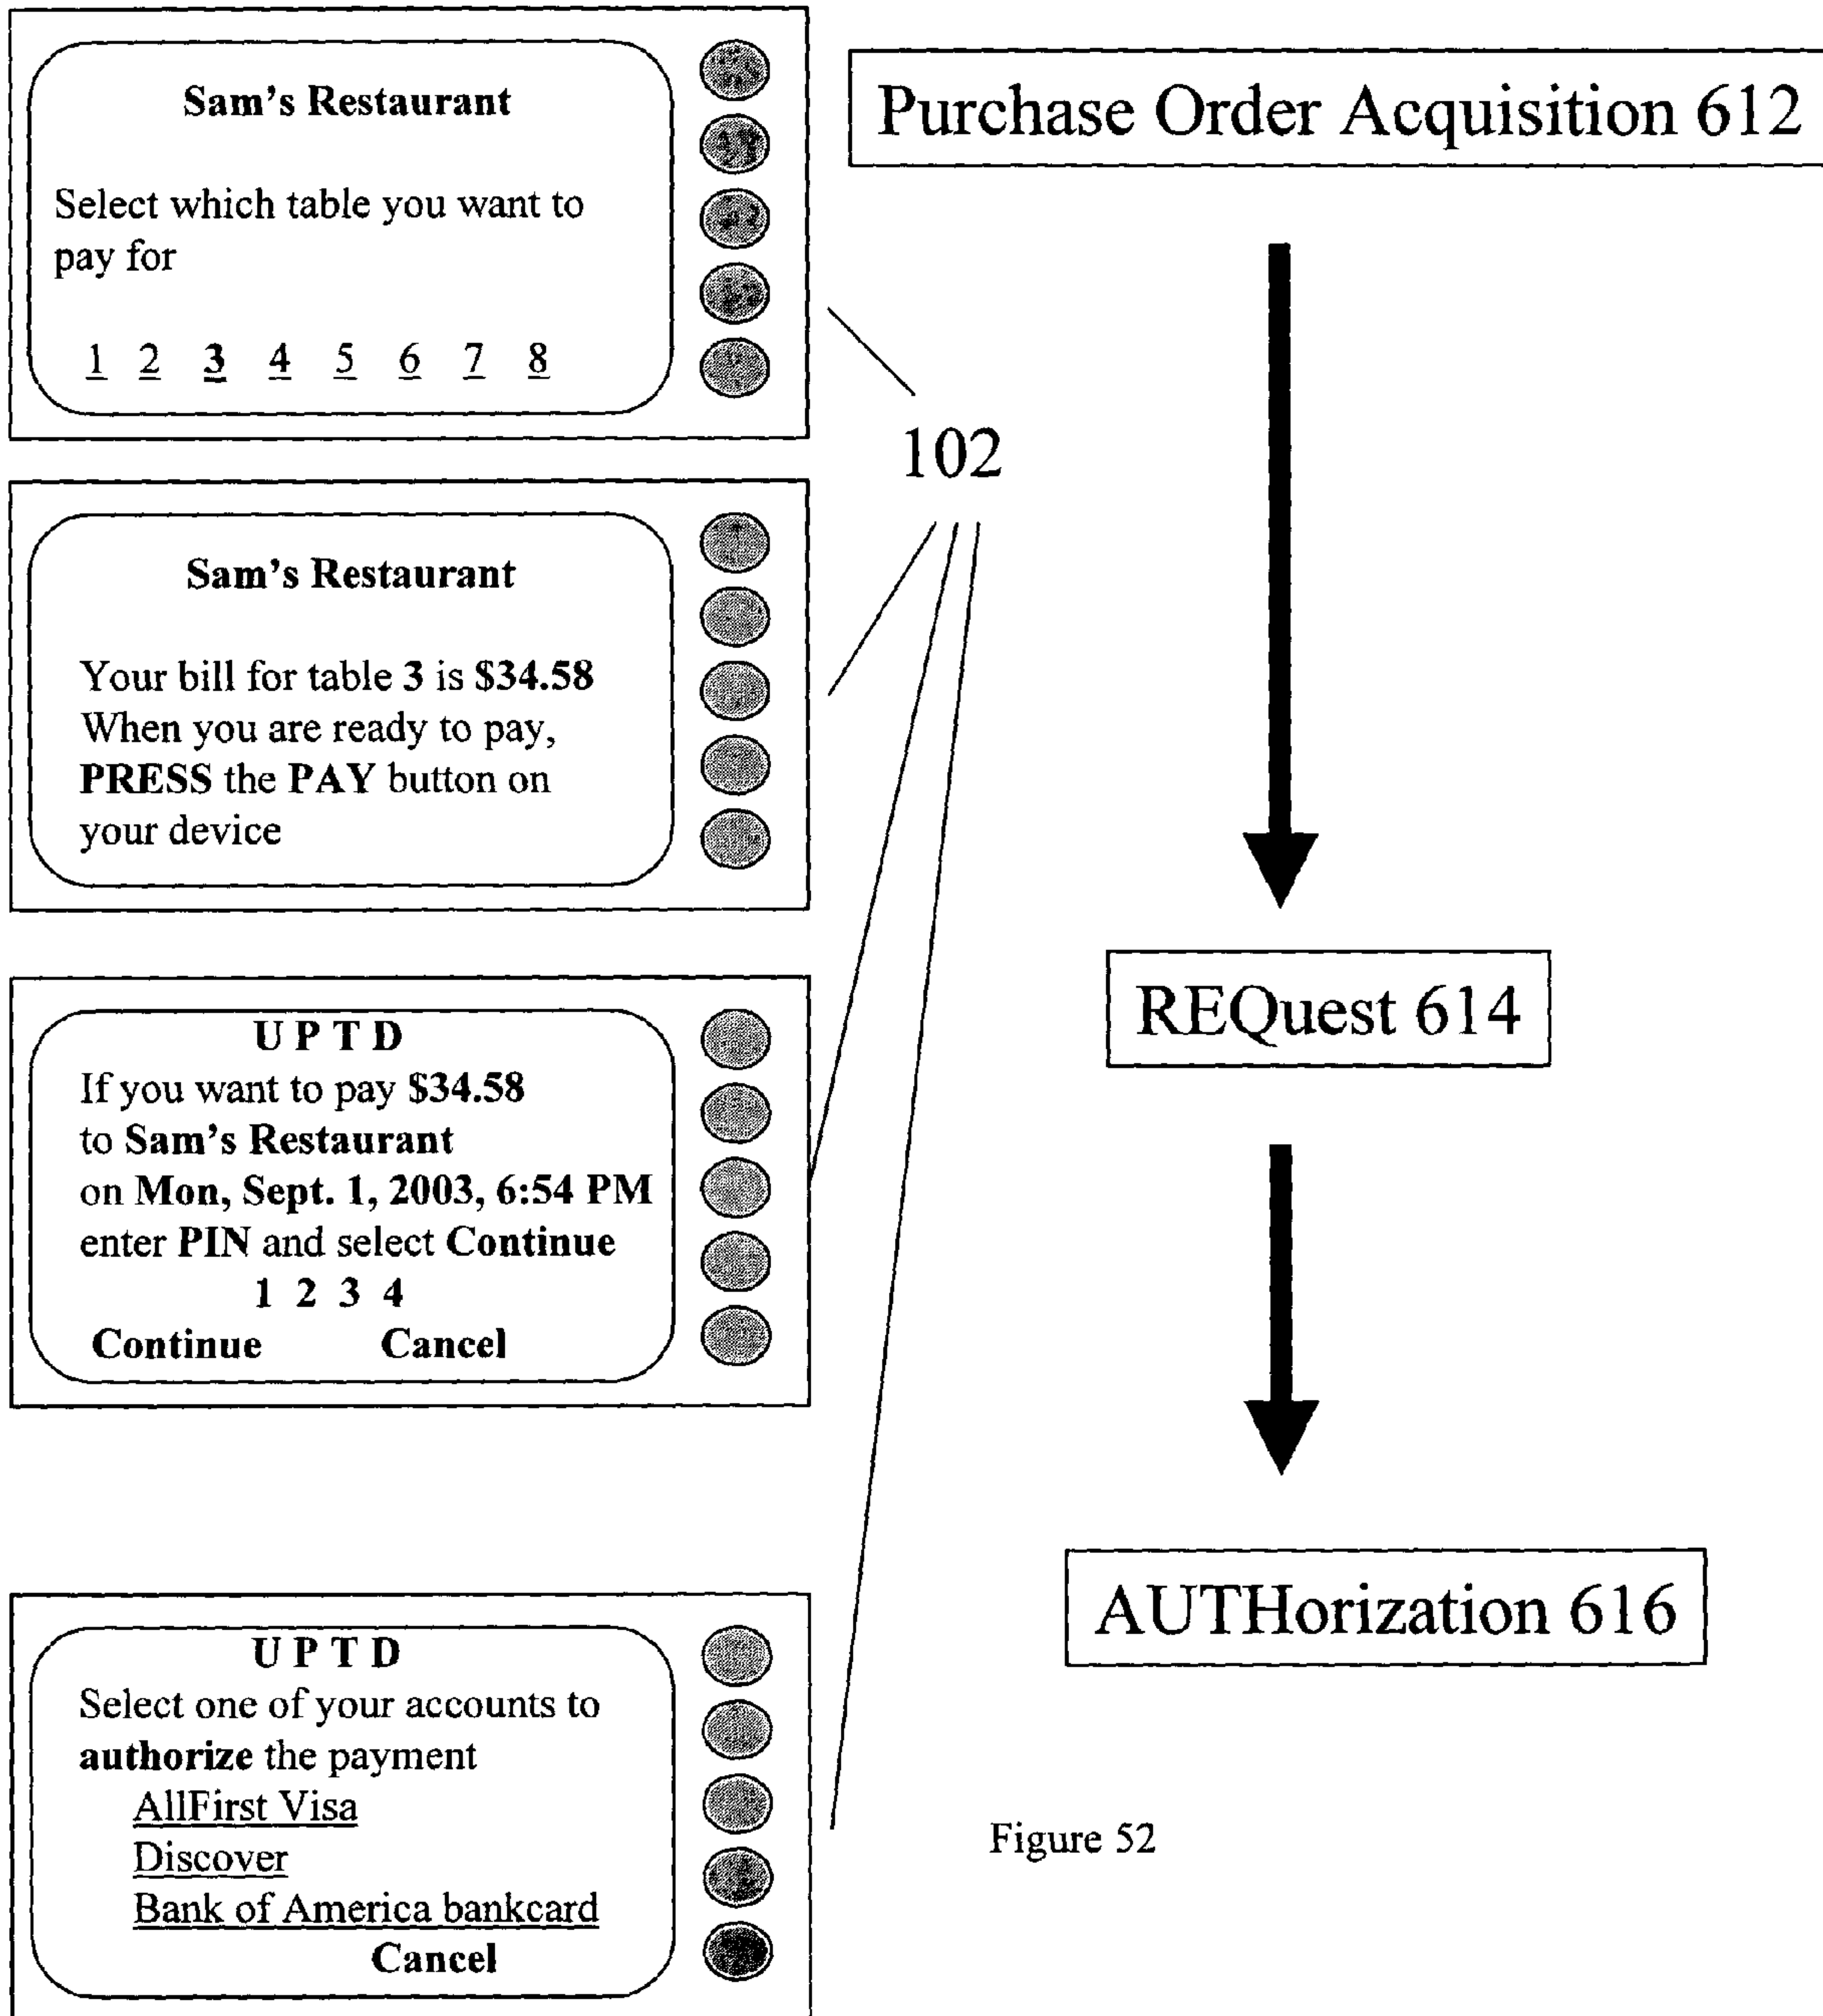 Sam's Restaurant
Select which table you want to
pay for
1 2 3 4 5 6 7 8
Purchase Order Acquisition 612
102
Sam's Restaurant
Your bill for table 3 is $34.58
When you are ready to pay,
PRESS the PAY button on
your device
REQuest 614
U P T D
If you want to pay $34.58
to Sam's Restaurant
on Mon, Sept. 1, 2003, 6:54 PM
enter PIN and select Continue
1 2 3 4
Continue Cancel
AUTHorization 616
U P T D
Select one of your accounts to
authorize the payment
AllFirst Visa
Discover
Bank of America bankcard
Cancel
Figure 52